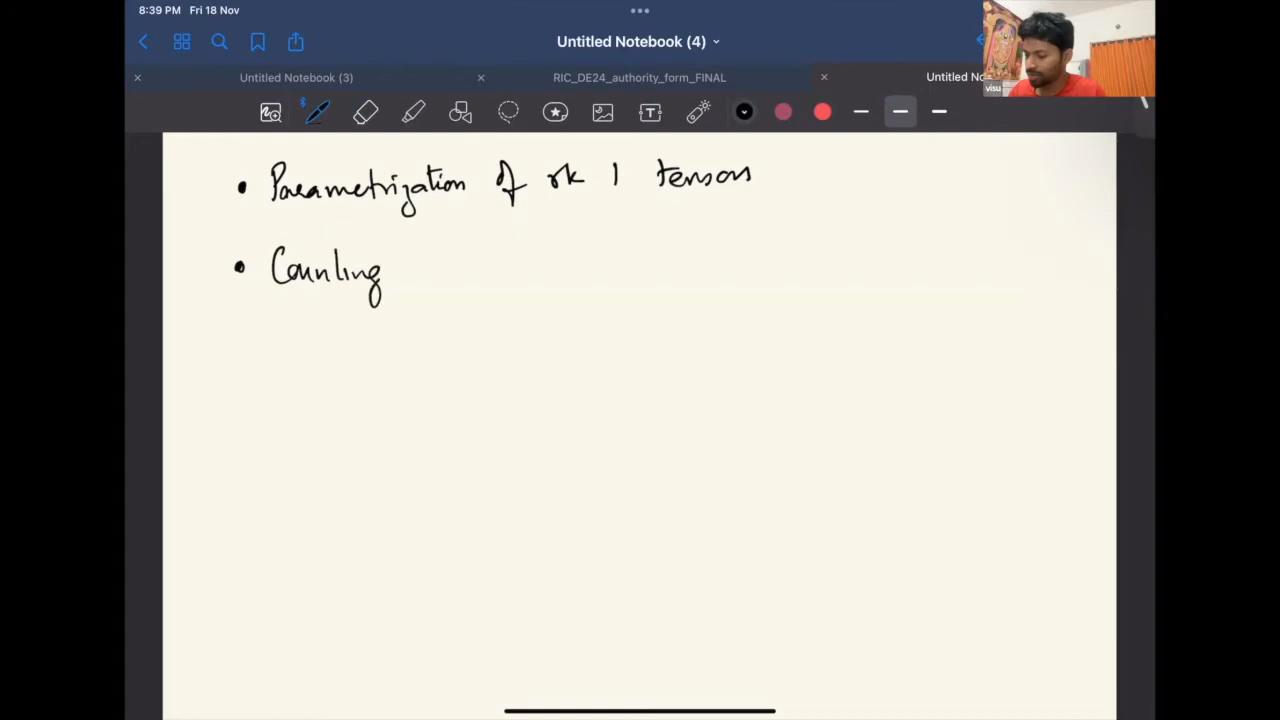 8:39 PM Fri 18 Nov
Untitled Notebook (4)
Untitled Notebook (3)
RIC_DE24_authority_form_FINAL
Untitled
visu
• Parametrization of rk 1 tensors
• Counting